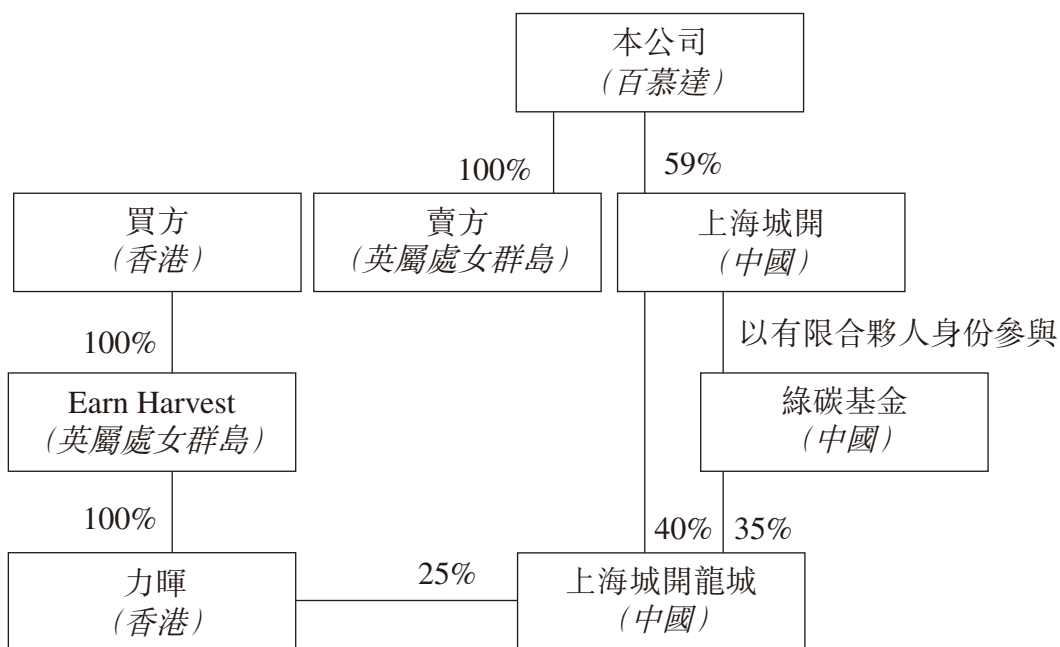 本公司
（百慕達）
100%
59%
買方
（香港）
賣方
（英屬處女群島）
上海城開
（中國）
100%
以有限合夥人身份參與
Earn Harvest
（英屬處女群島）
綠碳基金
（中國）
100%
40%
35%
力暉
（香港）
25%
上海城開龍城
（中國）